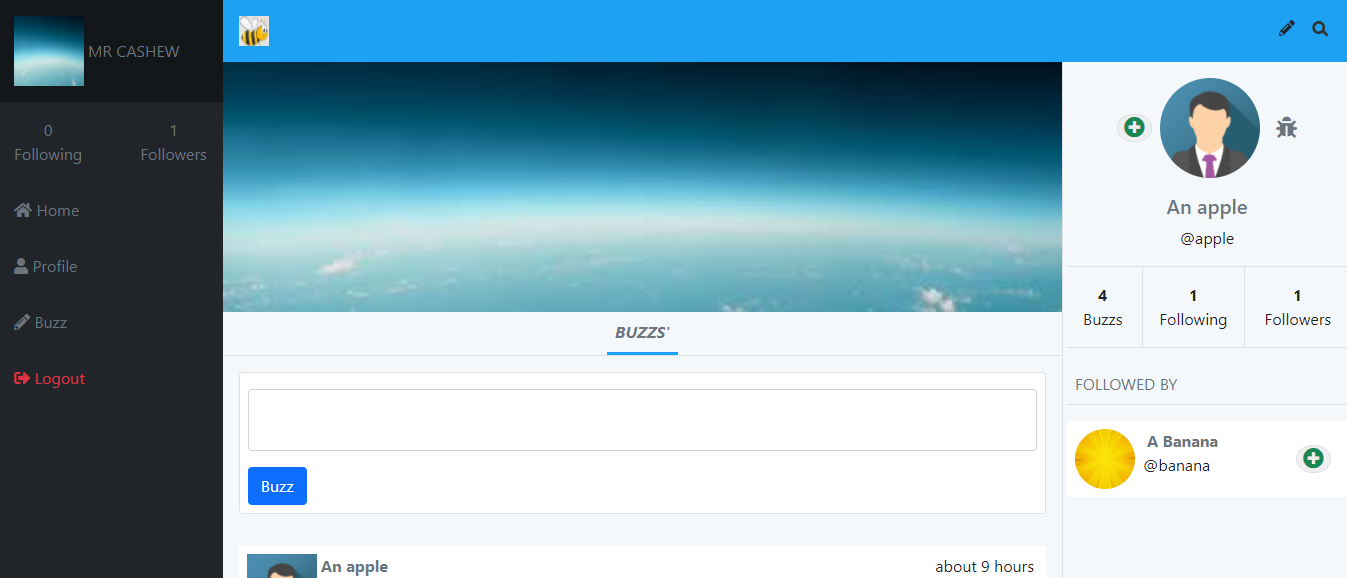 MR CASHEW
0
Following
1
Followers
Home
Profile
Buzz
Logout
BUZZS'
Buzz
An apple
about 9 hours
An apple
@apple
4
Buzzs
1
Following
1
Followers
FOLLOWED BY
A Banana
@banana